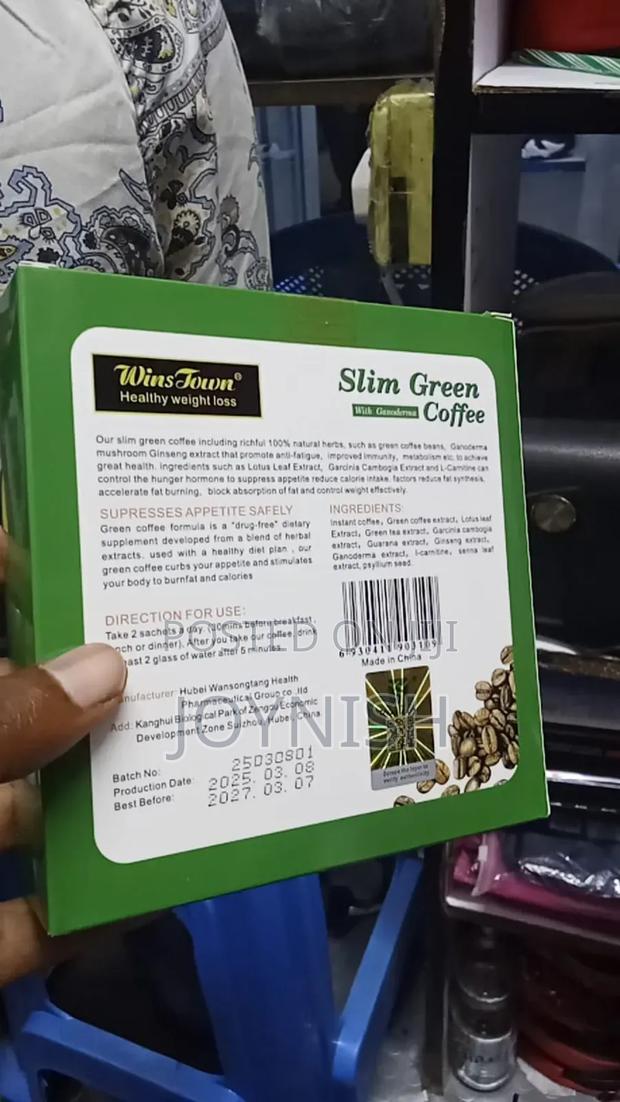 Wins Town®
Healthy weight loss
Slim Green
With Ganoderma Coffee
Our slim green coffee including richful 100% natural herbs, such as green coffee beans, Ganoderma
mushroom Ginseng extract that promote anti-fatigue, improved immunity, metabolism etc. to achieve
great health. ingredients such as Lotus Leaf Extract, Garcinia Cambogia Extract and L-Carnitine can
control the hunger hormone to suppress appetite reduce calorie intake. factors reduce fat synthesis,
accelerate fat burning, block absorption of fat and control weight effectively.
SUPRESSES APPETITE SAFELY
Green coffee formula is a "drug-free" dietary
supplement developed from a blend of herbal
extracts. used with a healthy diet plan , our
green coffee curbs your appetite and stimulates
your body to burnfat and calories
INGREDIENTS:
Instant coffee, Green coffee extract, Lotus leaf
Extract, Green tea extract, Garcinia cambogia
extract, Guarana extract, Ginseng extract,
Ganoderma extract, l-carnitine, senna leaf
extract, psyllium seed.
DIRECTION FOR USE:
Take 2 sachets a day. (30mins before breakfast,
or dinner). After you take our coffee, drink
2 glass of water after 5 minutes.
Made in China
Hubei Wansongtang Health
Pharmaceutical Group co.,ltd
Add: Kanghui Biological Park of Zengdu Economic
Development Zone Suizhou, Hubei, China
Batch No: 25030801
Production Date: 2025. 03. 08
Best Before: 2027. 03. 07
Scrape the layer to
verify authenticity
POSTED ON JIJI
JOYNISH